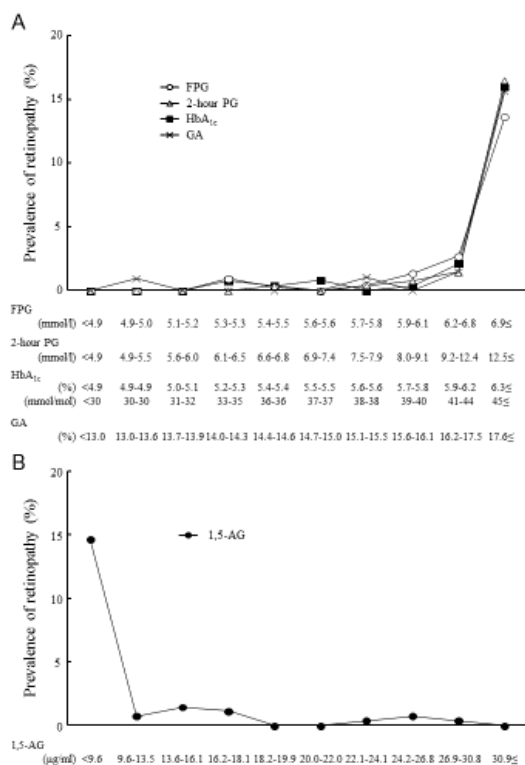 A
Prevalence of retinopathy (%)
20
15
10
5
0
FPG
2-hour PG
HbA1c
GA
FPG
(mmol/l) <4.9 4.9-5.0 5.1-5.2 5.3-5.3 5.4-5.5 5.6-5.6 5.7-5.8 5.9-6.1 6.2-6.8 6.9≤
2-hour PG
(mmol/l) <4.9 4.9-5.5 5.6-6.0 6.1-6.5 6.6-6.8 6.9-7.4 7.5-7.9 8.0-9.1 9.2-12.4 12.5≤
HbA1c
(%) <4.9 4.9-4.9 5.0-5.1 5.2-5.3 5.4-5.4 5.5-5.5 5.6-5.6 5.7-5.8 5.9-6.2 6.3≤
(mmol/mol) <30 30-30 31-32 33-35 36-36 37-37 38-38 39-40 41-44 45≤
GA
(%) <13.0 13.0-13.6 13.7-13.9 14.0-14.3 14.4-14.6 14.7-15.0 15.1-15.5 15.6-16.1 16.2-17.5 17.6≤
B
Prevalence of retinopathy (%)
20
15
10
5
0
1,5-AG
1,5-AG
(μg/ml) <9.6 9.6-13.5 13.6-16.1 16.2-18.1 18.2-19.9 20.0-22.0 22.1-24.1 24.2-26.8 26.9-30.8 30.9≤